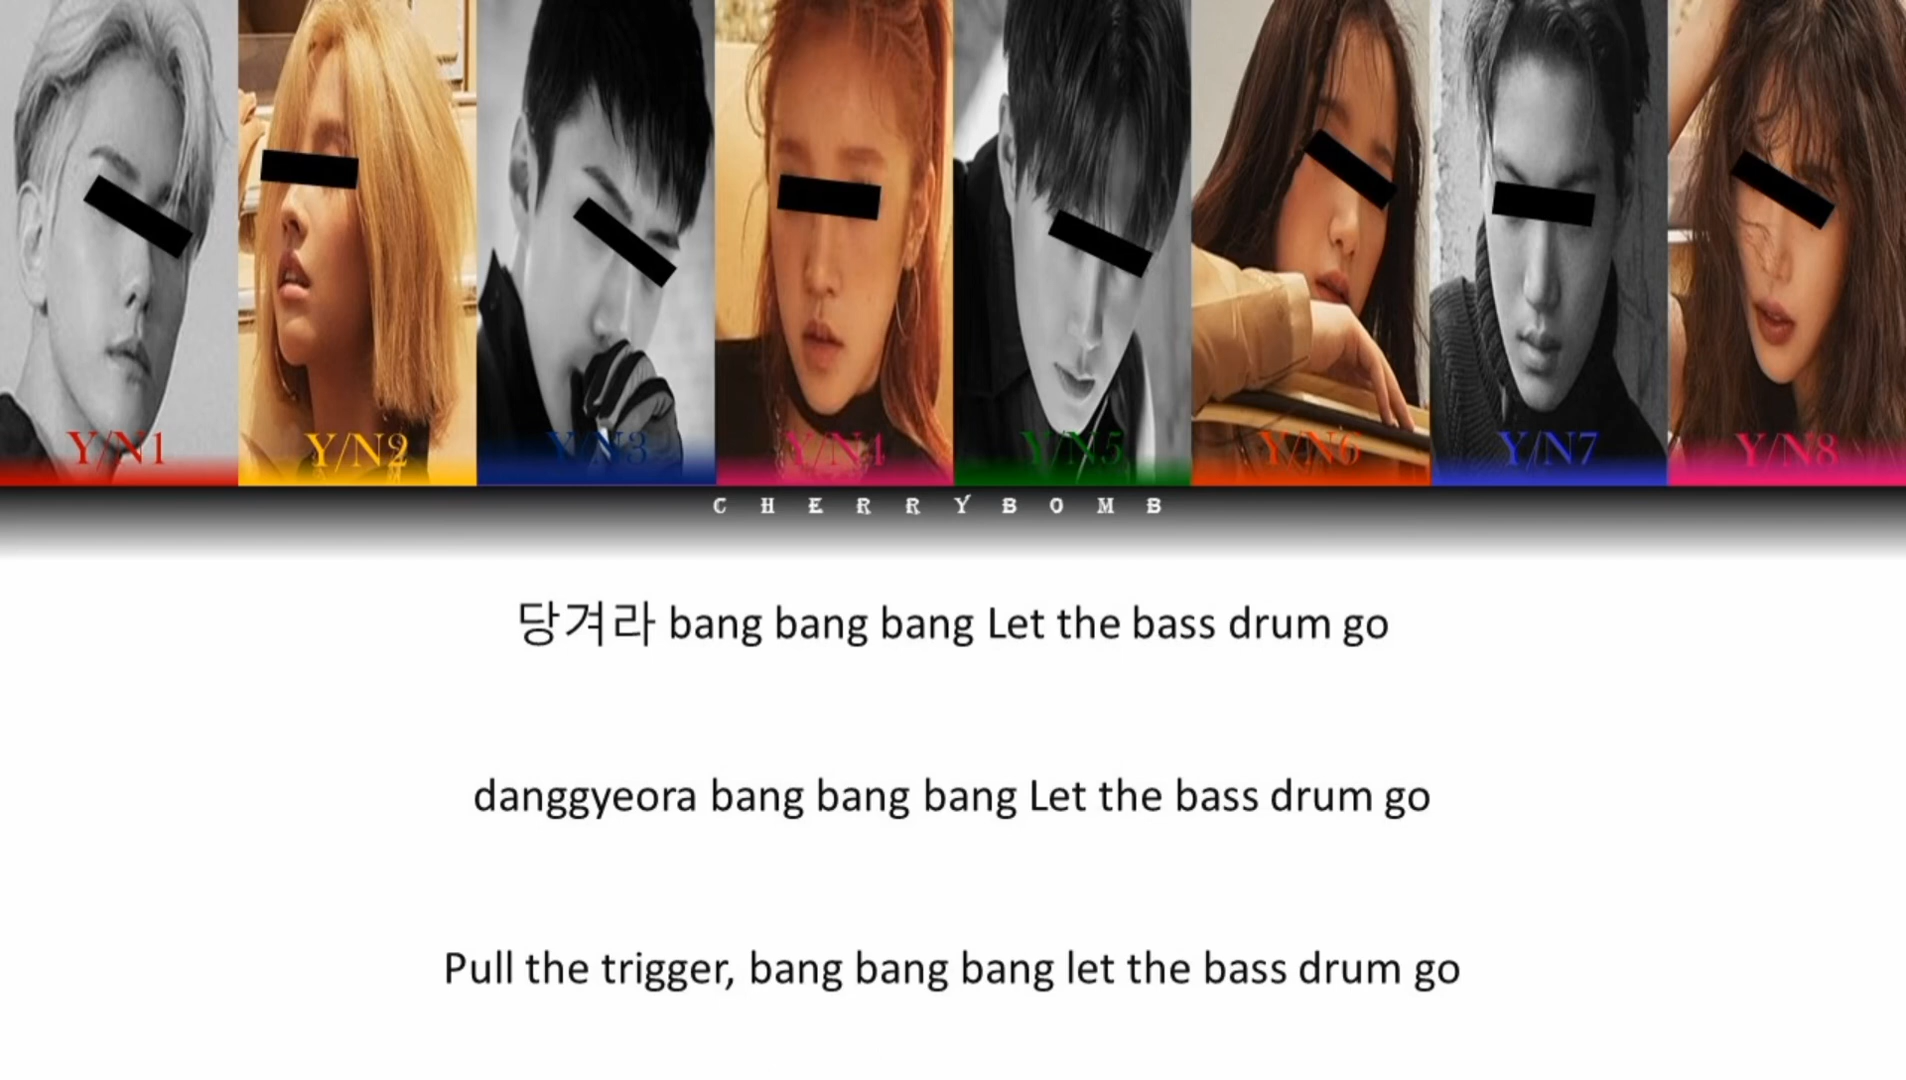 Y/N1 Y/N2 Y/N3 Y/N4 Y/N5 Y/N6 Y/N7 Y/N8
CHERRYBOMB
당겨라 bang bang bang Let the bass drum go
danggyeora bang bang bang Let the bass drum go
Pull the trigger, bang bang bang let the bass drum go